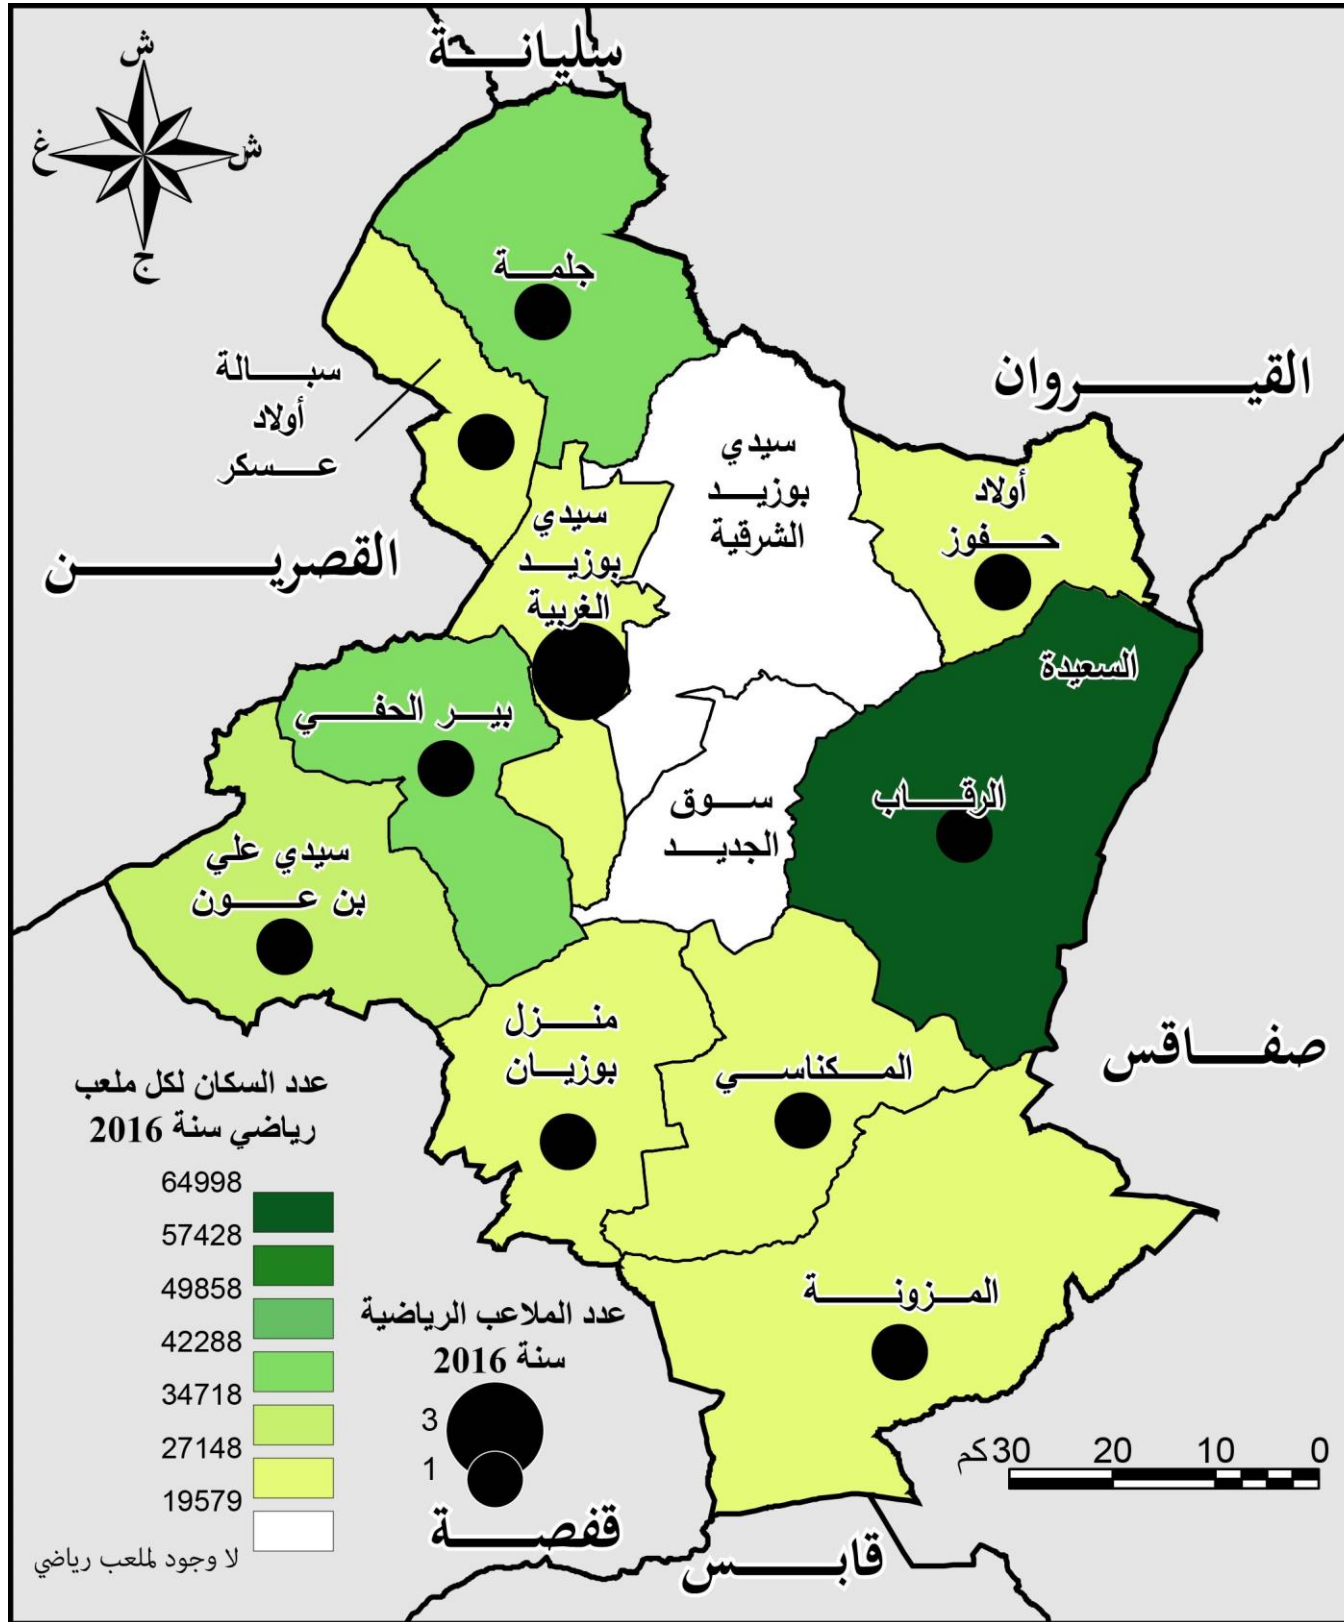 سليانة
ش
غ
ش
ج
جلمة
القيروان
سبالة
أولاد
عسكر
سيدي
بوزيد
الشرقية
أولاد
حفوز
القصرين
سيدي
بوزيد
الغربية
السعيدة
بير الحفي
الرقاب
سوق
الجديد
سيدي علي
بن عون
منزل
بوزيان
المكناسي
صفاقس
المزونة
عدد السكان لكل ملعب
رياضي سنة 2016
64998
57428
49858
42288
34718
27148
19579
لا وجود لملعب رياضي
عدد الملاعب الرياضية
سنة 2016
3
1
قفصة
قابس
0 10 20 30 كم